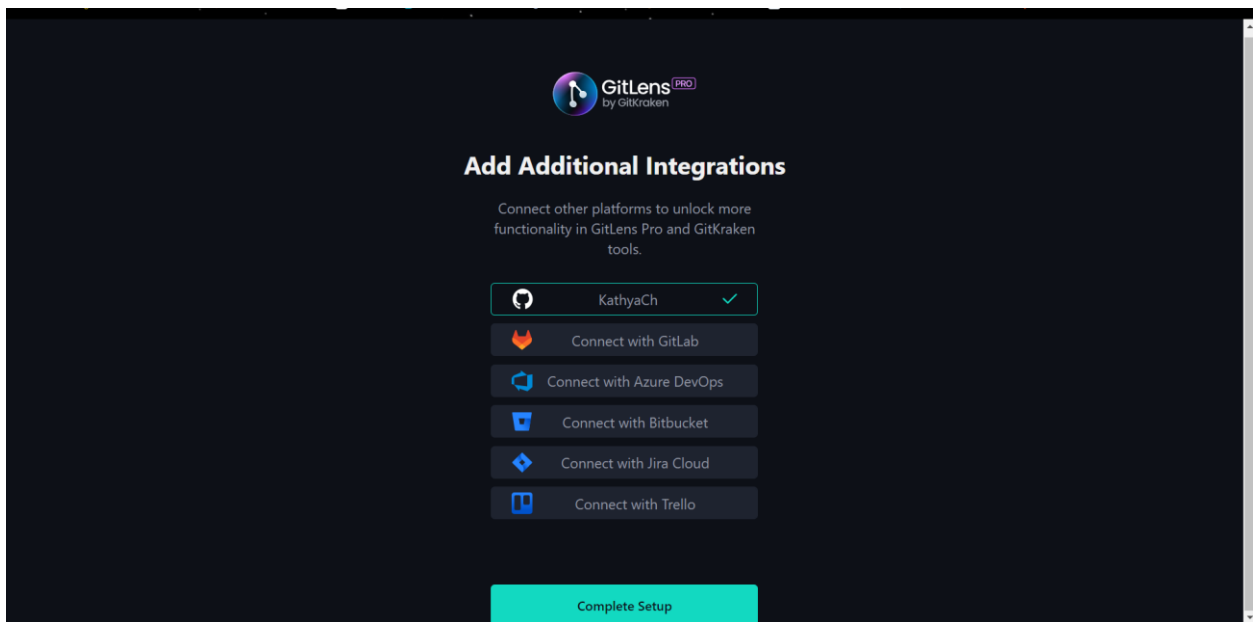 GitLens PRO
by GitKraken
Add Additional Integrations
Connect other platforms to unlock more
functionality in GitLens Pro and GitKraken
tools.
KathyaCh
Connect with GitLab
Connect with Azure DevOps
Connect with Bitbucket
Connect with Jira Cloud
Connect with Trello
Complete Setup